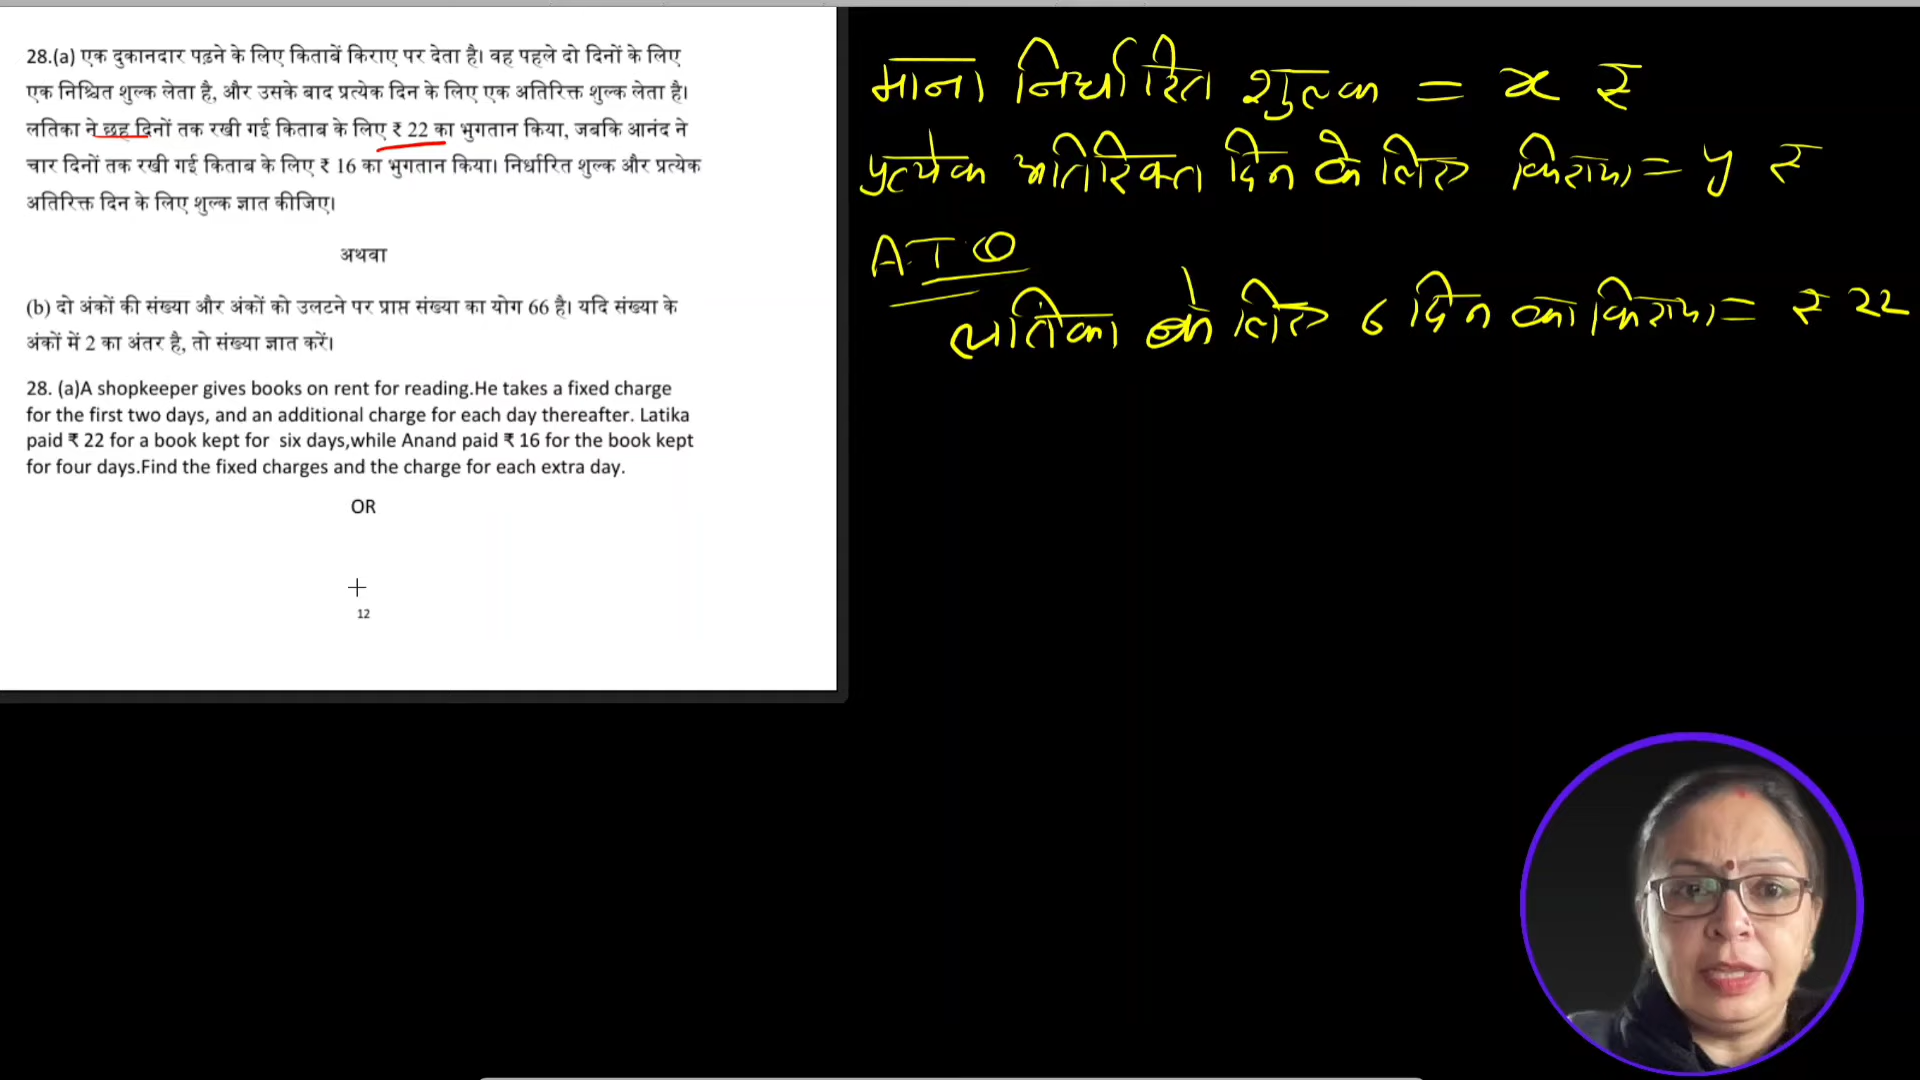 28.(a) एक दुकानदार पढ़ने के लिए किताबें किराए पर देता है। वह पहले दो दिनों के लिए
एक निश्चित शुल्क लेता है, और उसके बाद प्रत्येक दिन के लिए एक अतिरिक्त शुल्क लेता है।
लतिका ने छह दिनों तक रखी गई किताब के लिए ₹ 22 का भुगतान किया, जबकि आनंद ने
चार दिनों तक रखी गई किताब के लिए ₹ 16 का भुगतान किया। निर्धारित शुल्क और प्रत्येक
अतिरिक्त दिन के लिए शुल्क ज्ञात कीजिए।
अथवा
(b) दो अंकों की संख्या और अंकों को उलटने पर प्राप्त संख्या का योग 66 है। यदि संख्या के
अंकों में 2 का अंतर है, तो संख्या ज्ञात करें।
28. (a)A shopkeeper gives books on rent for reading.He takes a fixed charge
for the first two days, and an additional charge for each day thereafter. Latika
paid ₹ 22 for a book kept for six days,while Anand paid ₹ 16 for the book kept
for four days.Find the fixed charges and the charge for each extra day.
OR
12
माना निर्धारित शुल्क = x ₹
प्रत्येक अतिरिक्त दिन के लिए किराया = y ₹
A.T.Q
लतिका के लिए 6 दिन का किराया = ₹ 22